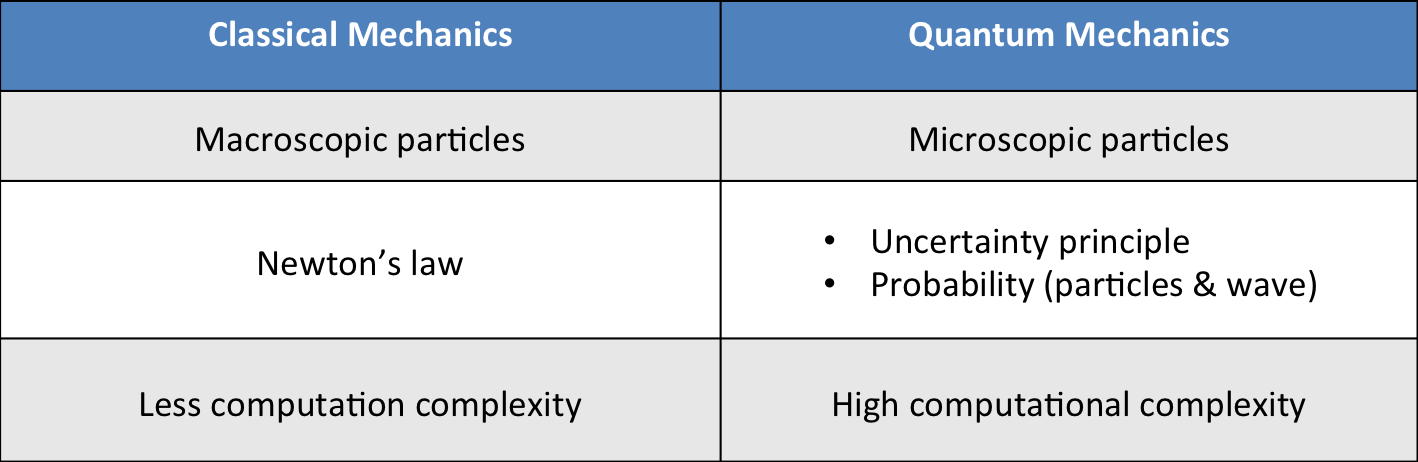 Classical Mechanics
Quantum Mechanics
Macroscopic particles
Microscopic particles
Newton’s law
• Uncertainty principle
• Probability (particles & wave)
Less computation complexity
High computational complexity